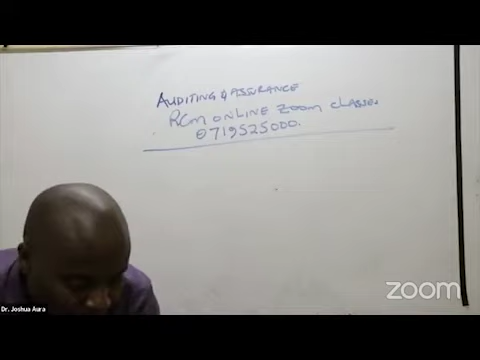 AUDITING & ASSURANCE
RCM ONLINE ZOOM CLASSES
0719525000.
zoom
Dr. Joshua Aura